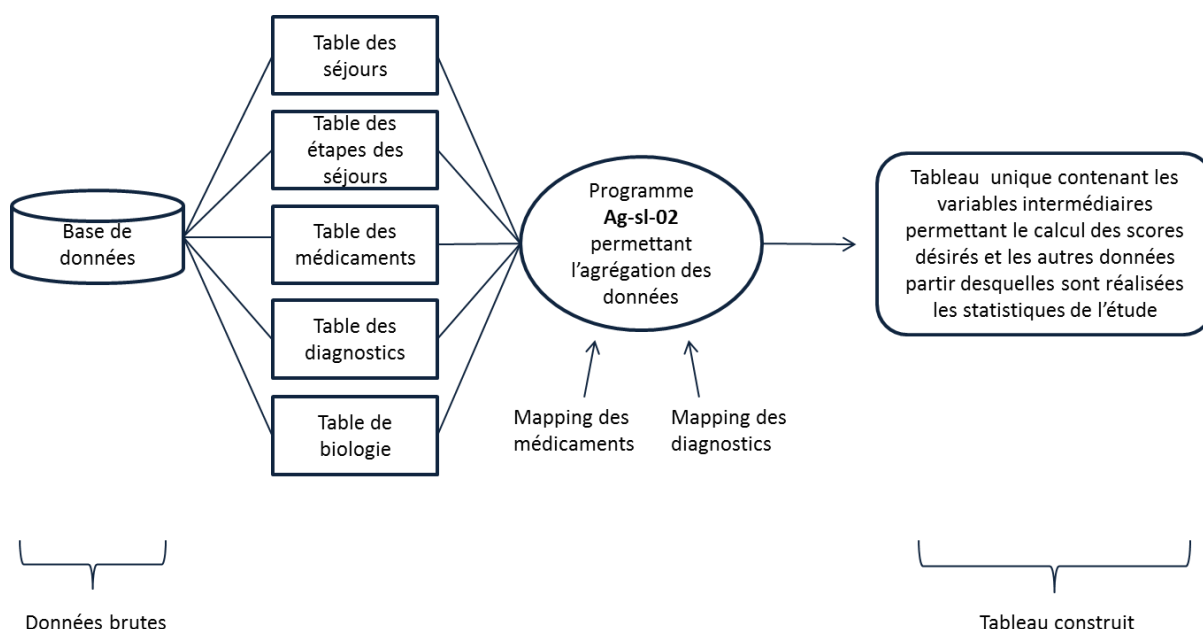 Table des
séjours
Table des
étapes des
séjours
Base de
données
Table des
médicaments
Table des
diagnostics
Table de
biologie
Programme
Ag-sl-02
permettant
l'agrégation des
données
Mapping des
médicaments
Mapping des
diagnostics
Tableau unique contenant les
variables intermédiaires
permettant le calcul des scores
désirés et les autres données
partir desquelles sont réalisées
les statistiques de l'étude
Données brutes
Tableau construit